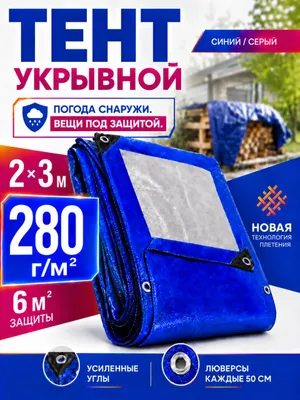 ТЕНТ
СИНИЙ / СЕРЫЙ
УКРЫВНОЙ
ПОГОДА СНАРУЖИ.
ВЕЩИ ПОД ЗАЩИТОЙ.
2×3 м
280
г/м²
6 м²
ЗАЩИТЫ
НОВАЯ
ТЕХНОЛОГИЯ
ПЛЕТЕНИЯ
УСИЛЕННЫЕ
УГЛЫ
ЛЮВЕРСЫ
КАЖДЫЕ 50 СМ